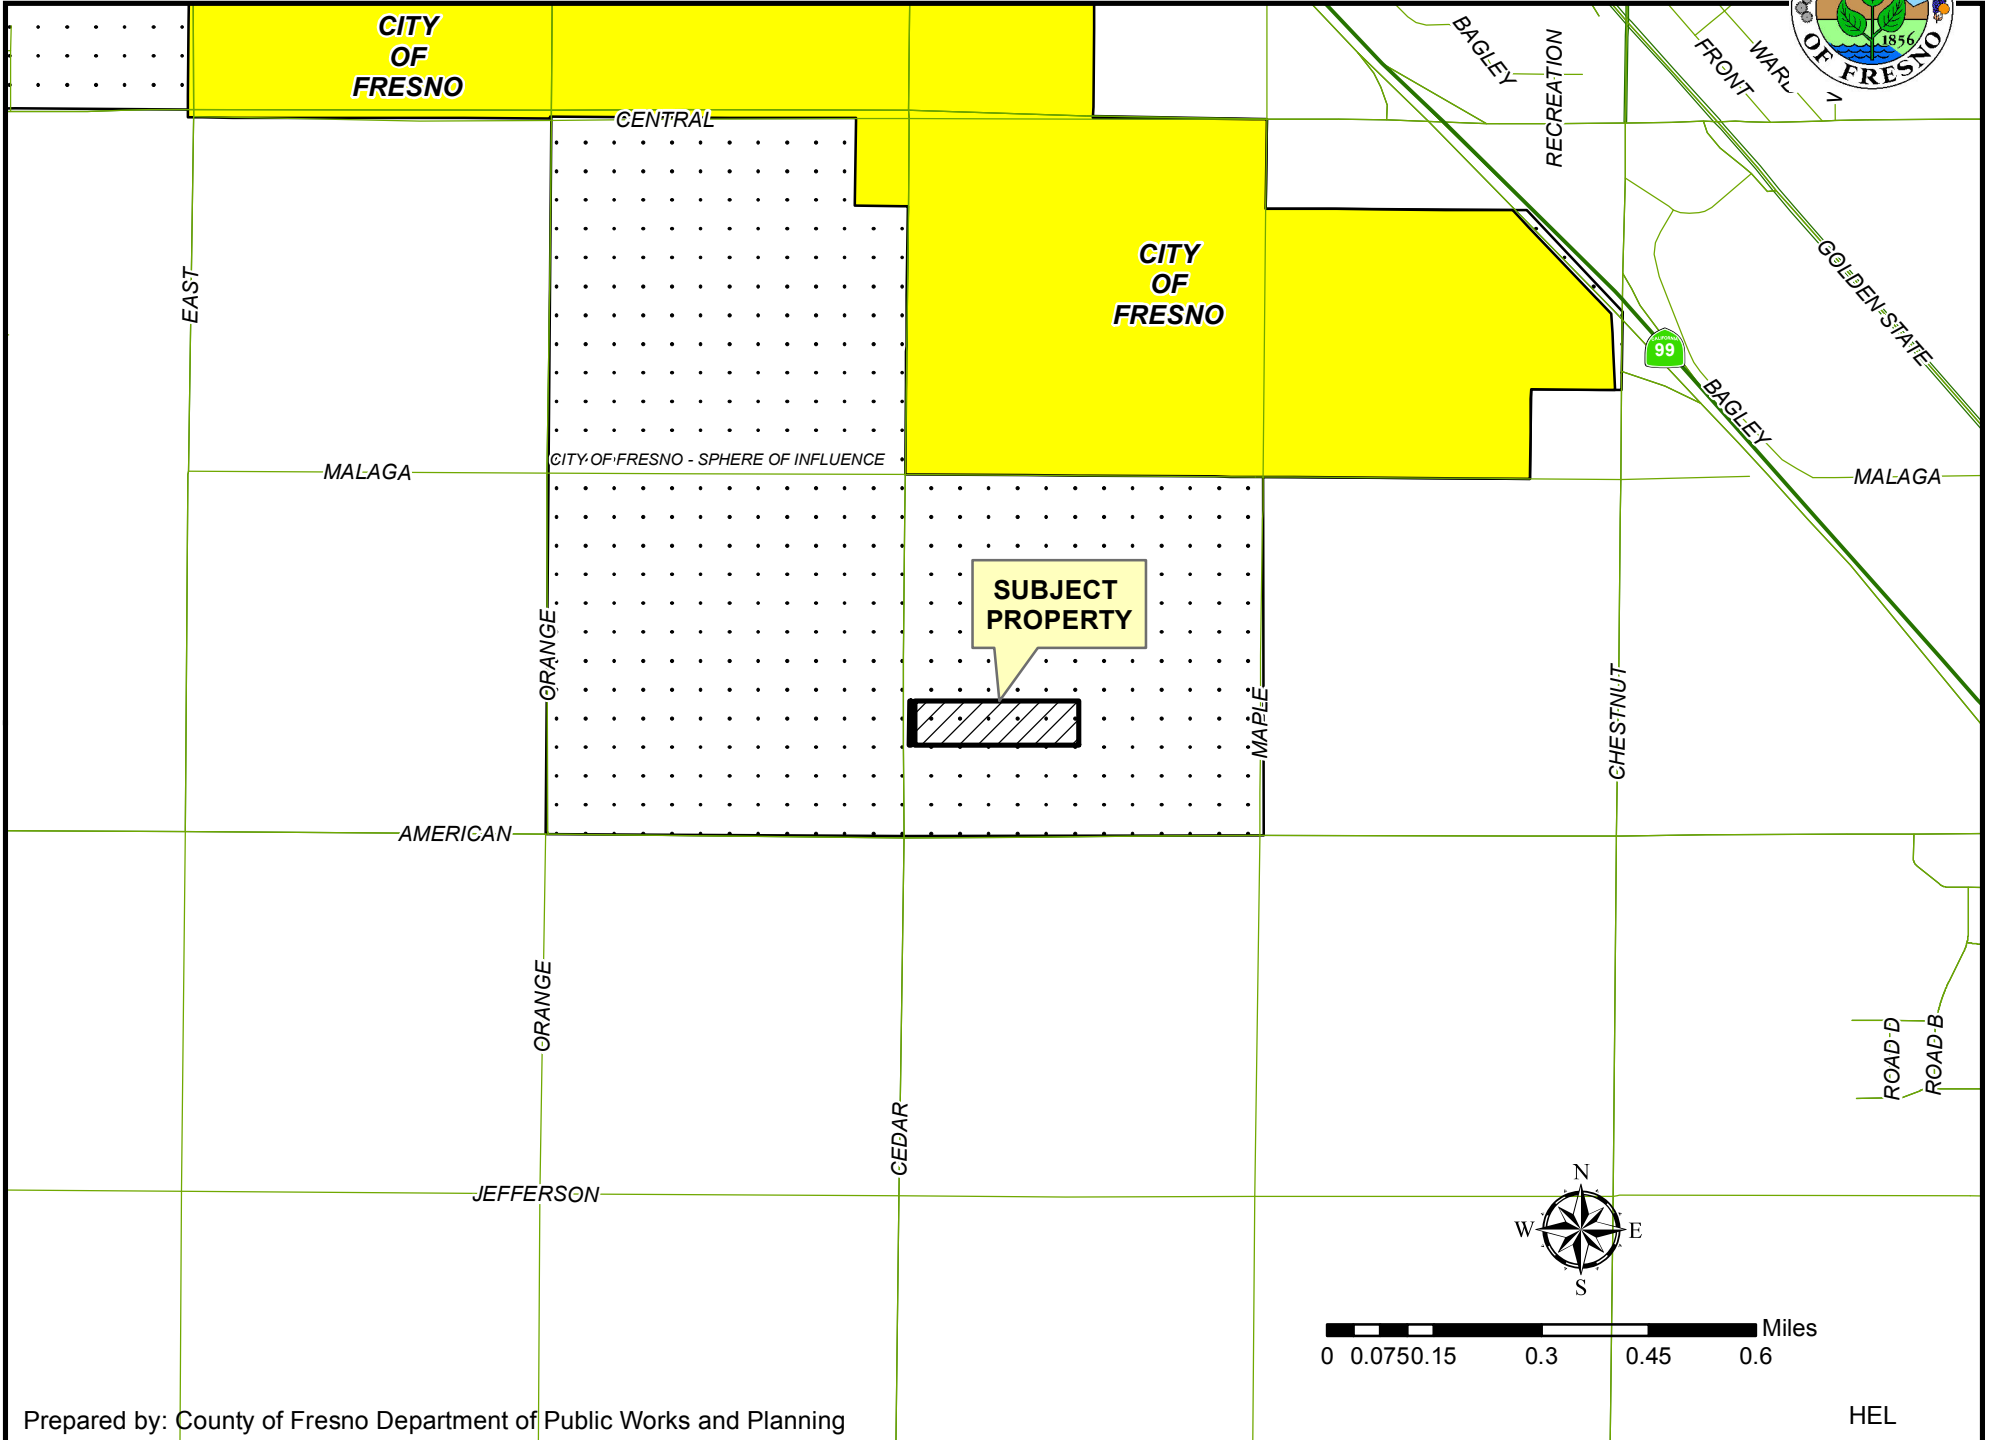 CITY
OF
FRESNO
BAGLEY
RECREATION
FRONT
1856
OF FRESNO
CENTRAL
EAST
CITY
OF
FRESNO
GOLDEN STATE
99
BAGLEY
MALAGA
CITY OF FRESNO - SPHERE OF INFLUENCE
MALAGA
SUBJECT
PROPERTY
ORANGE
MAPLE
CHESTNUT
AMERICAN
ORANGE
ROAD D
ROAD B
CEDAR
JEFFERSON
N
W E
S
Miles
0 0.075 0.15 0.3 0.45 0.6
Prepared by: County of Fresno Department of Public Works and Planning
HEL